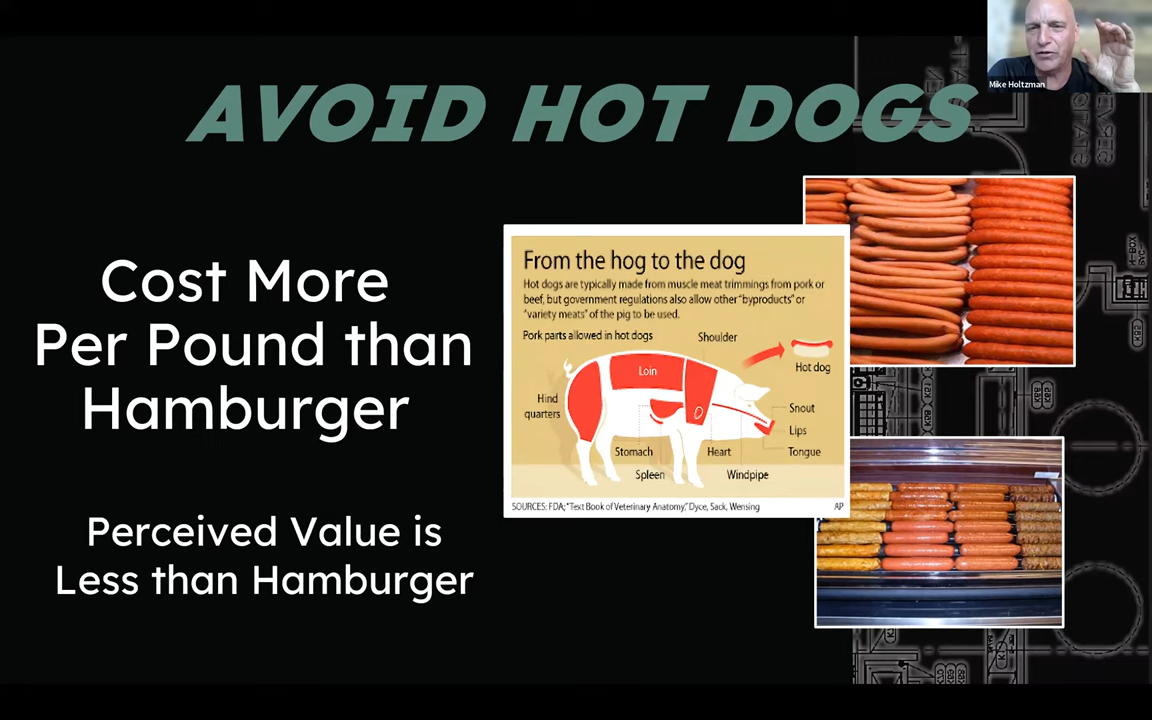 Mike Holtzman
AVOID HOT DOGS
Cost More
Per Pound than
Hamburger
Perceived Value is
Less than Hamburger
From the hog to the dog
Hot dogs are typically made from muscle meat trimmings from pork or
beef, but government regulations also allow other "byproducts" or
"variety meats" of the pig to be used.
Pork parts allowed in hot dogs
Shoulder
Hot dog
Loin
Hind
quarters
Snout
Lips
Tongue
Stomach
Heart
Spleen
Windpipe
SOURCES: FDA; "Text Book of Veterinary Anatomy," Dyce, Sack, Wensing
AP